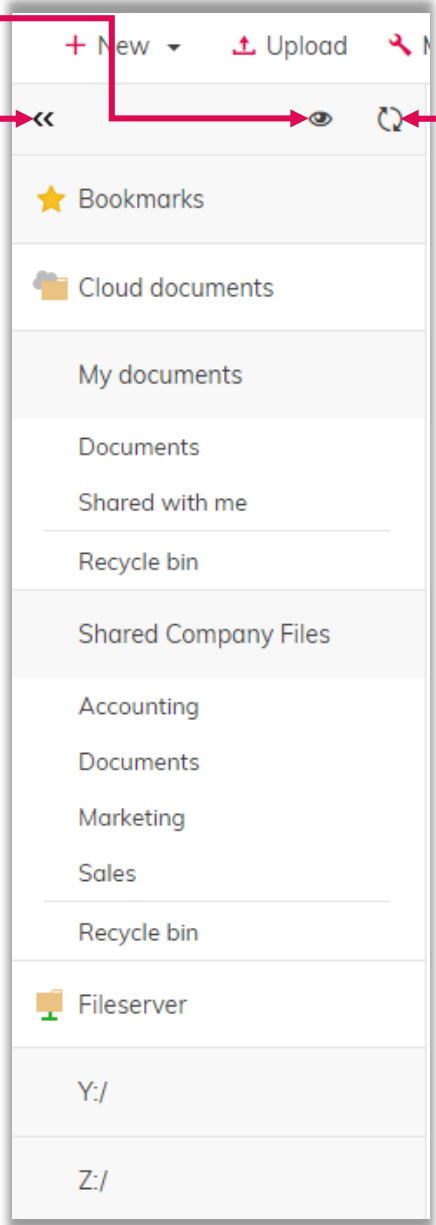 + New Upload
«
Bookmarks
Cloud documents
My documents
Documents
Shared with me
Recycle bin
Shared Company Files
Accounting
Documents
Marketing
Sales
Recycle bin
Fileserver
Y:/
Z:/